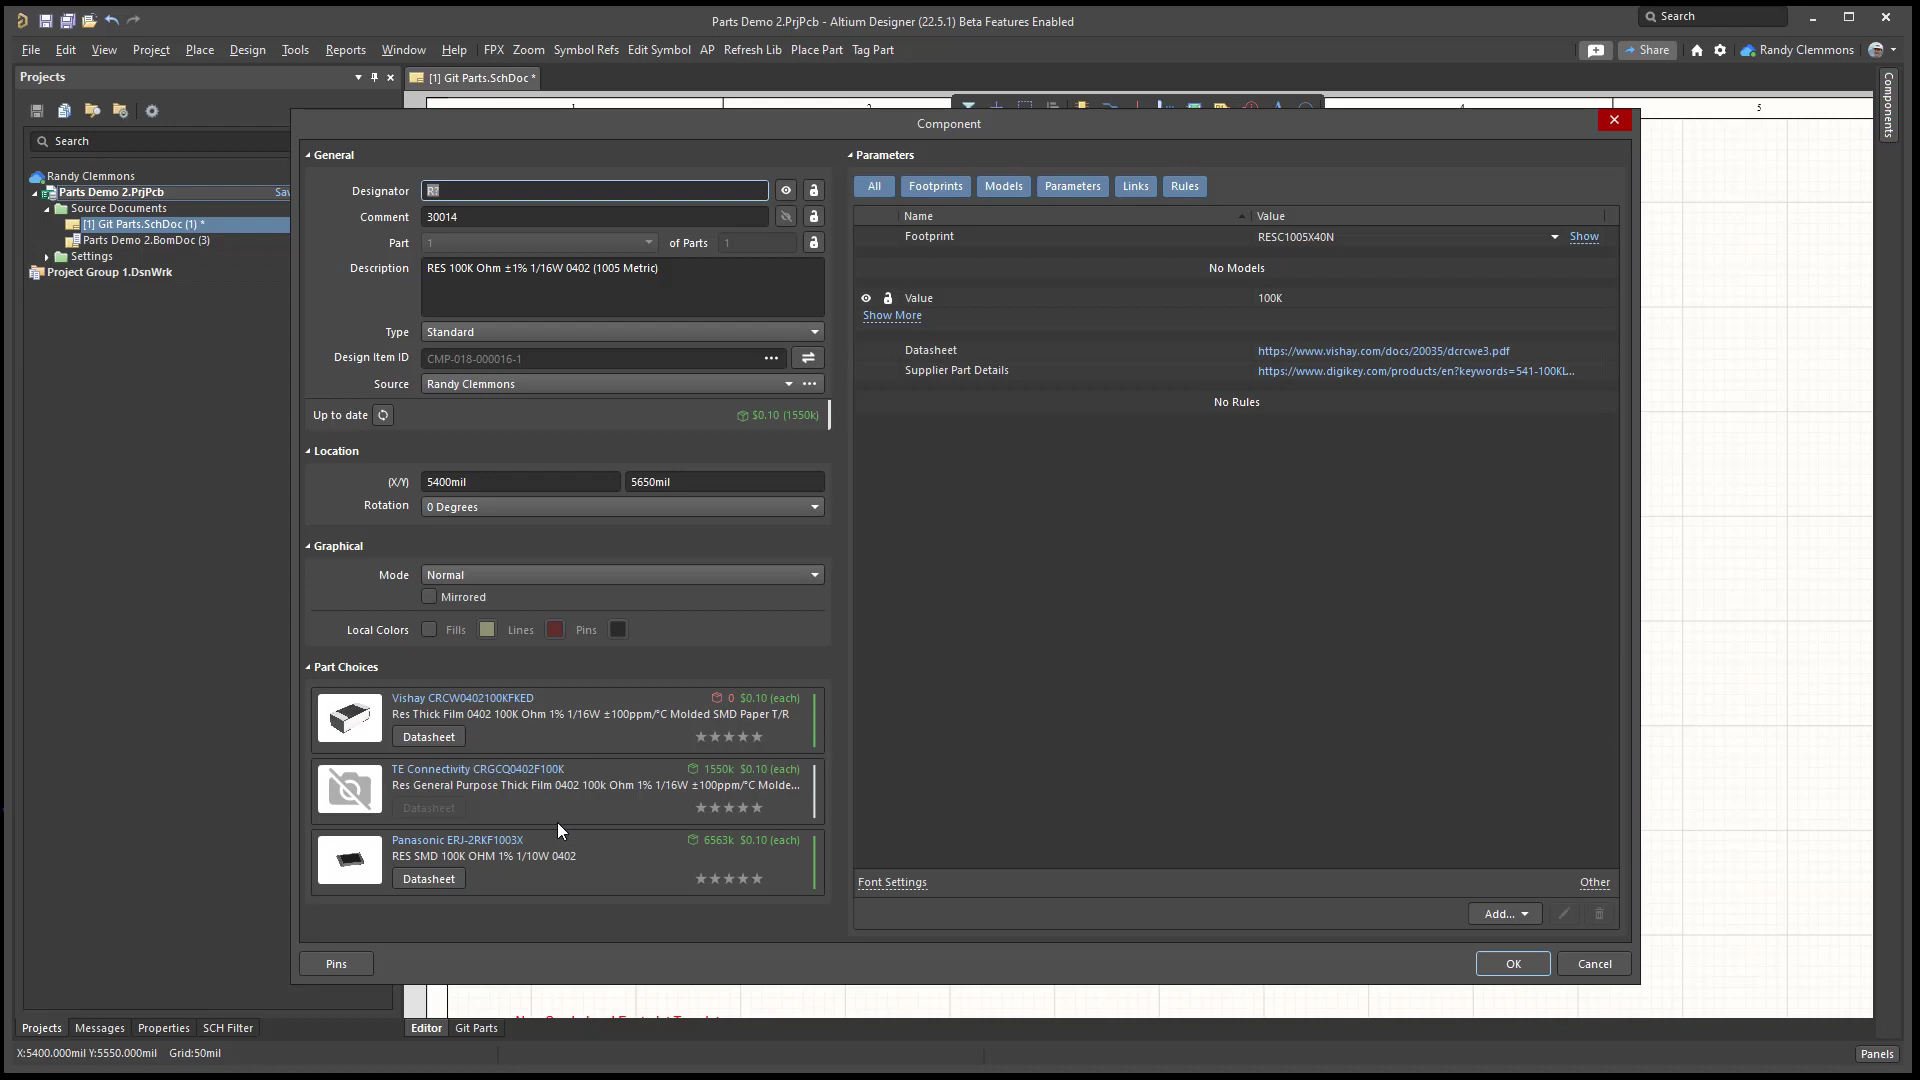 Parts Demo 2.PrjPcb - Altium Designer (22.5.1) Beta Features Enabled
Search
File Edit View Project Place Design Tools Reports Window Help FPX Zoom Symbol Refs Edit Symbol AP Refresh Lib Place Part Tag Part
Share
Randy Clemmons
Projects
[1] Git Parts.SchDoc *
Search
Randy Clemmons
Parts Demo 2.PrjPcb
Sav
Source Documents
[1] Git Parts.SchDoc (1) *
Parts Demo 2.BomDoc (3)
Settings
Project Group 1.DsnWrk
1 2 4 5
Components
Component
General
Designator R?
Comment 30014
Part 1 of Parts 1
Description RES 100K Ohm ±1% 1/16W 0402 (1005 Metric)
Type Standard
Design Item ID CMP-018-000016-1
Source Randy Clemmons
Up to date $0.10 (1550k)
Location
(X/Y) 5400mil 5650mil
Rotation 0 Degrees
Graphical
Mode Normal
Mirrored
Local Colors Fills Lines Pins
Part Choices
Vishay CRCW0402100KFKED 0 $0.10 (each)
Res Thick Film 0402 100K Ohm 1% 1/16W ±100ppm/°C Molded SMD Paper T/R
Datasheet
TE Connectivity CRGCQ0402F100K 1550k $0.10 (each)
Res General Purpose Thick Film 0402 100k Ohm 1% 1/16W ±100ppm/°C Molde...
Datasheet
Panasonic ERJ-2RKF1003X 6563k $0.10 (each)
RES SMD 100K OHM 1% 1/10W 0402
Datasheet
Parameters
All Footprints Models Parameters Links Rules
Name Value
Footprint RESC1005X40N Show
No Models
Value 100K
Show More
Datasheet https://www.vishay.com/docs/20035/dcrcwe3.pdf
Supplier Part Details https://www.digikey.com/products/en?keywords=541-100KL...
No Rules
Font Settings Other
Add...
Pins OK Cancel
Projects Messages Properties SCH Filter
Editor Git Parts
X:5400.000mil Y:5550.000mil Grid:50mil
Panels